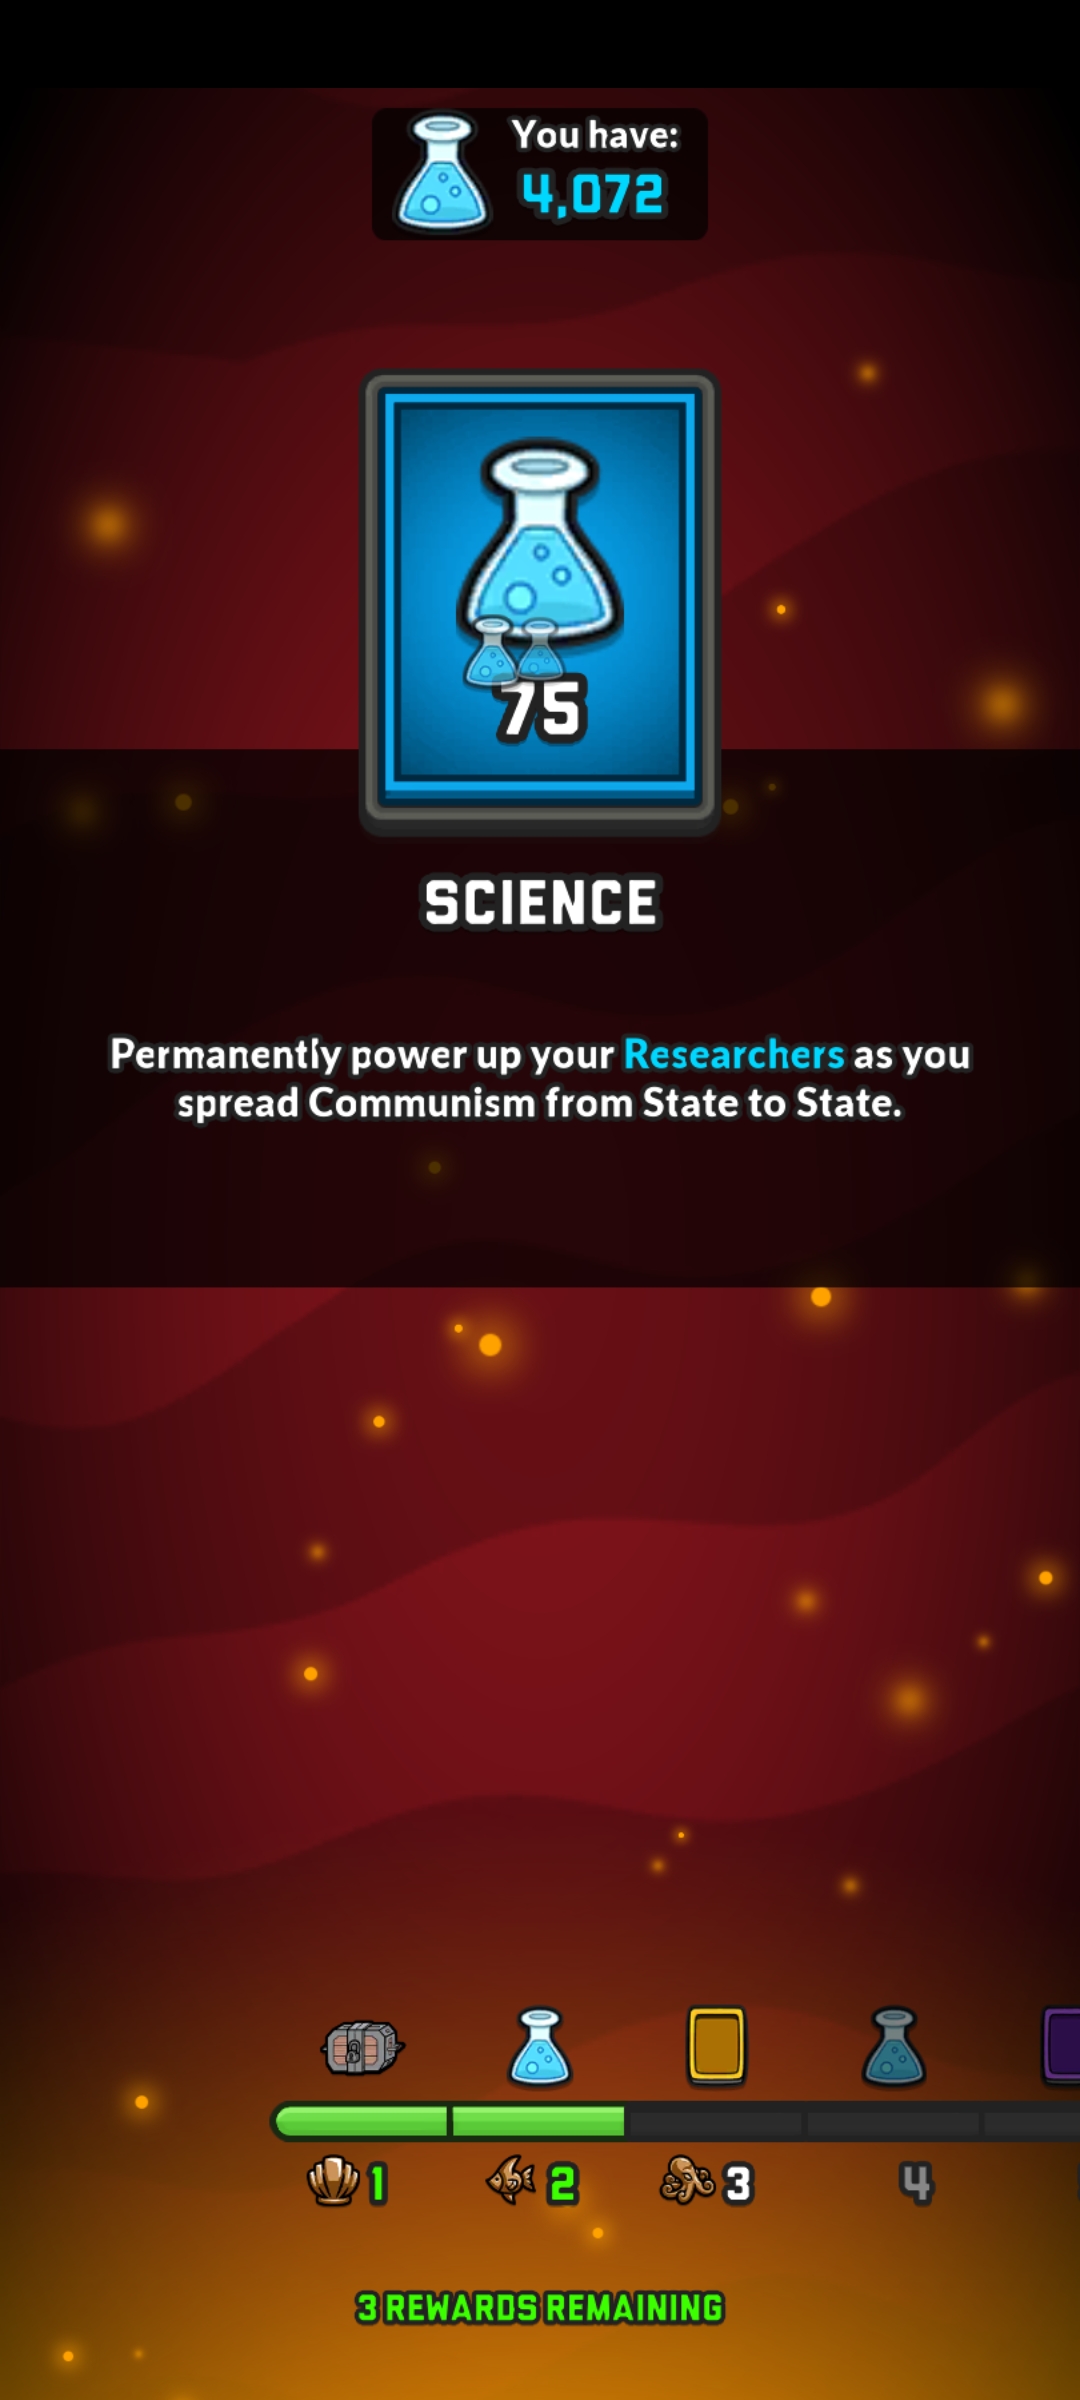 You have:
4,072
75
SCIENCE
Permanently power up your Researchers as you
spread Communism from State to State.
1
2
3
4
3 REWARDS REMAINING